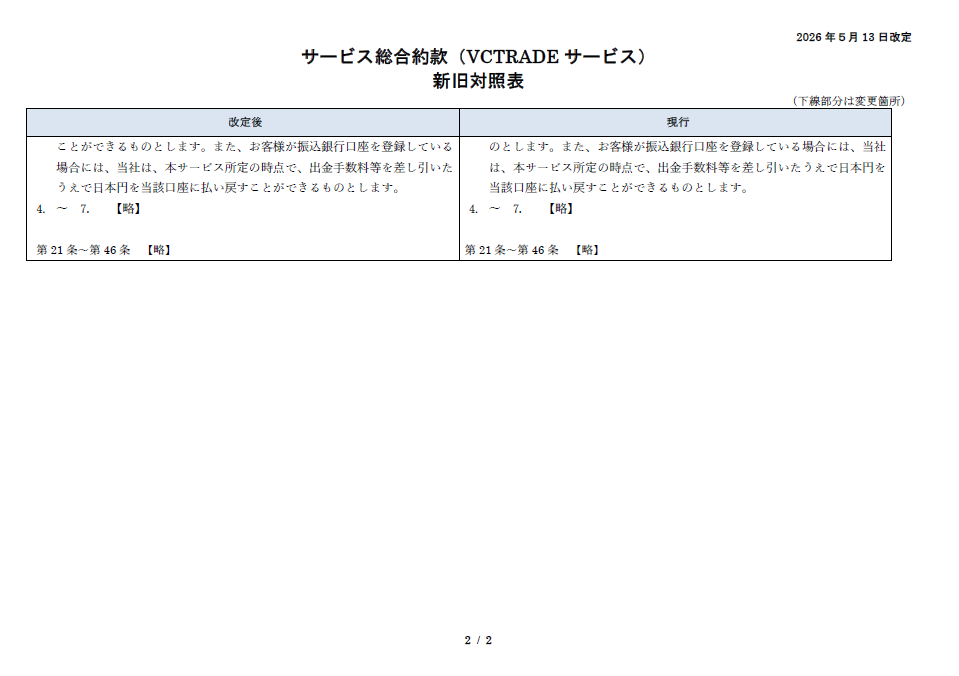 2026年5月13日改定
サービス総合約款（VCTRADEサービス）
新旧対照表
（下線部分は変更箇所）
改定後
ことができるものとします。また、お客様が振込銀行口座を登録している
場合には、当社は、本サービス所定の時点で、出金手数料等を差し引いた
うえで日本円を当該口座に払い戻すことができるものとします。
4. ～ 7. 【略】
第21条～第46条 【略】
現行
のとします。また、お客様が振込銀行口座を登録している場合には、当社
は、本サービス所定の時点で、出金手数料等を差し引いたうえで日本円を
当該口座に払い戻すことができるものとします。
4. ～ 7. 【略】
第21条～第46条 【略】
2 / 2